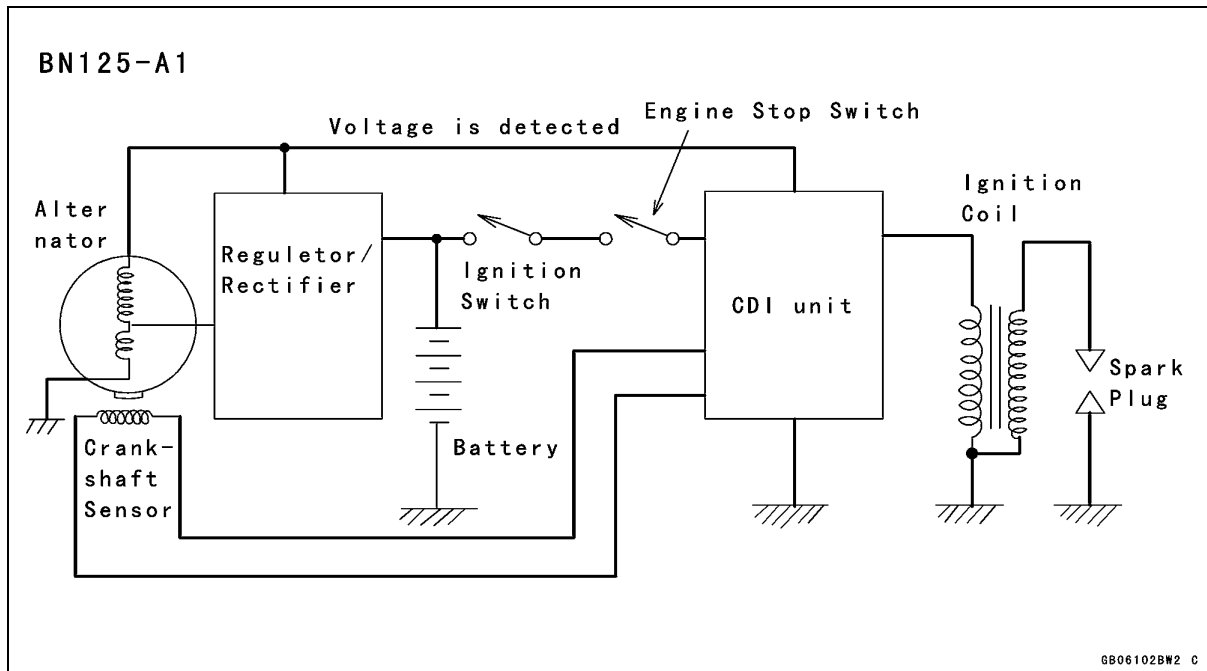 BN125-A1
Engine Stop Switch
Voltage is detected
Ignition
Coil
Alter
nator
Reguletor/
Rectifier
Ignition
Switch
CDI unit
Spark
Plug
Battery
Crank-
shaft
Sensor
GB06102BW2 C